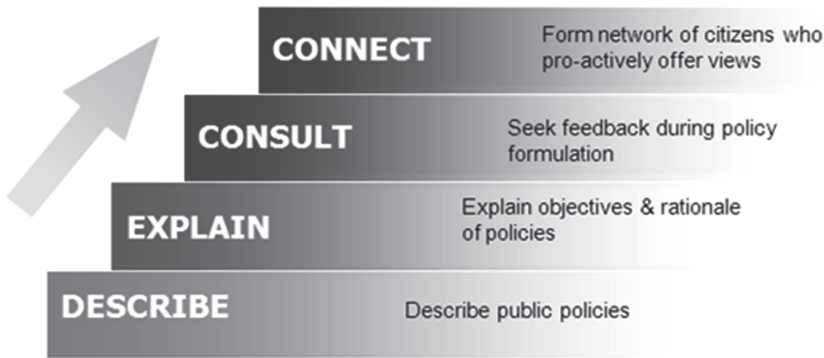 CONNECT
Form network of citizens who
pro-actively offer views
CONSULT
Seek feedback during policy
formulation
EXPLAIN
Explain objectives & rationale
of policies
DESCRIBE
Describe public policies